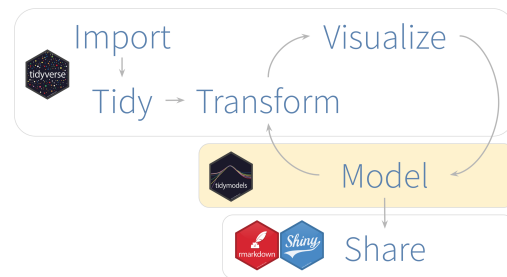 Import
Visualize
tidyverse
Tidy
Transform
Model
tidymodels
rmarkdown
Shiny
Share